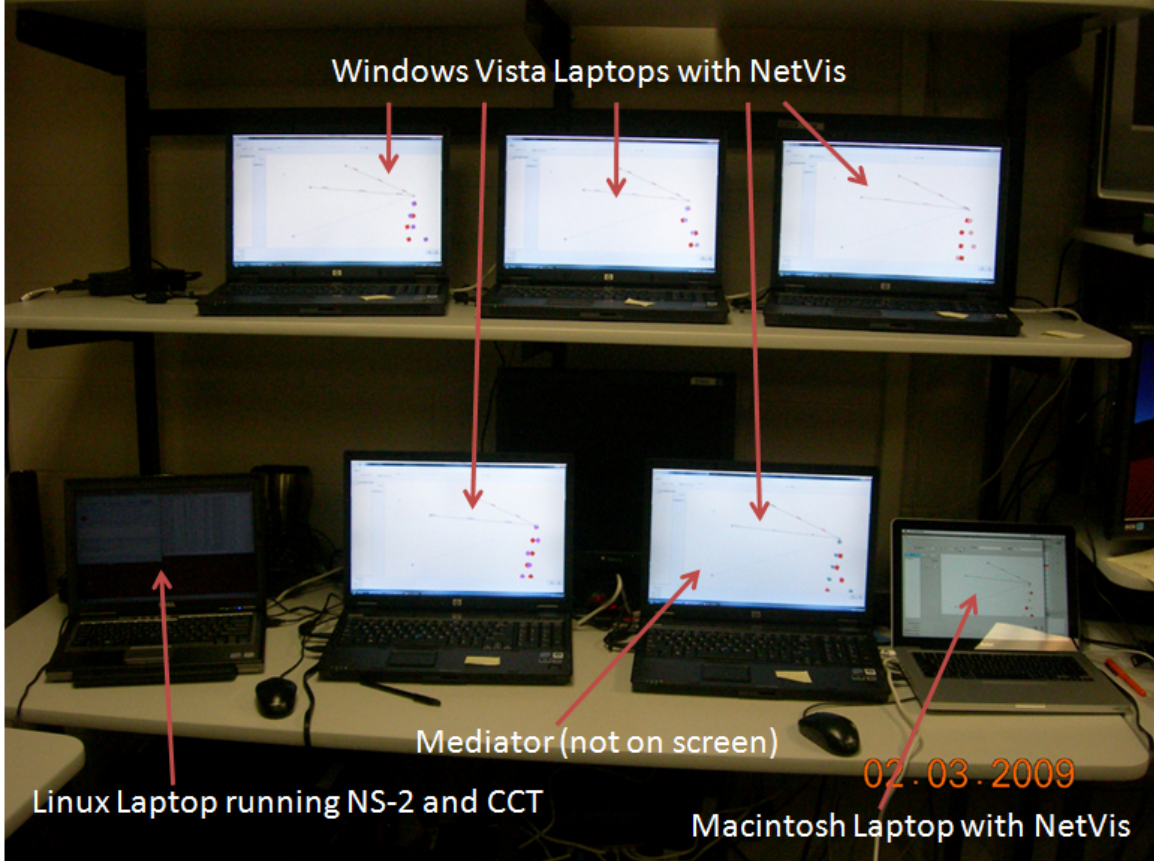 Windows Vista Laptops with NetVis
Mediator (not on screen)
02.03.2009
Linux Laptop running NS-2 and CCT
Macintosh Laptop with NetVis